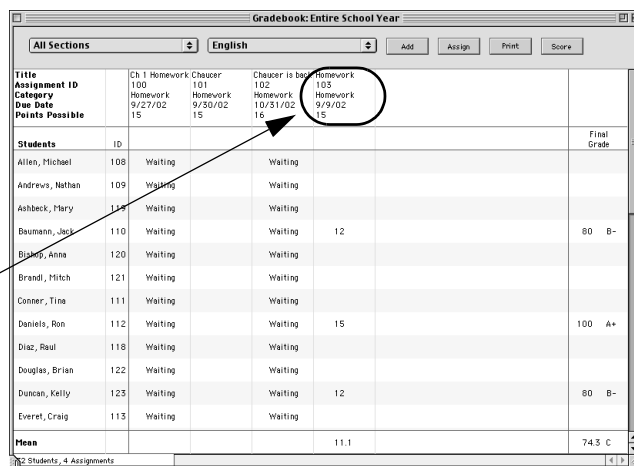 Gradebook: Entire School Year
All Sections English Add Assign Print Score
Title Ch 1 Homework Chaucer Chaucer is back Homework
Assignment ID 100 101 102 103
Category Homework Homework Homework Homework
Due Date 9/27/02 9/30/02 10/31/02 9/9/02
Points Possible 15 15 16 15
Students ID Final Grade
Allen, Michael 108 Waiting Waiting
Andrews, Nathan 109 Waiting Waiting
Ashbeck, Mary 119 Waiting Waiting
Baumann, Jack 110 Waiting Waiting 12 80 B-
Bishop, Anna 120 Waiting Waiting
Brandl, Mitch 121 Waiting Waiting
Conner, Tina 111 Waiting Waiting
Daniels, Ron 112 Waiting Waiting 15 100 A+
Diaz, Raul 118 Waiting Waiting
Douglas, Brian 122 Waiting Waiting
Duncan, Kelly 123 Waiting Waiting 12 80 B-
Everet, Craig 113 Waiting Waiting
Mean 11.1 74.3 C
2 Students, 4 Assignments